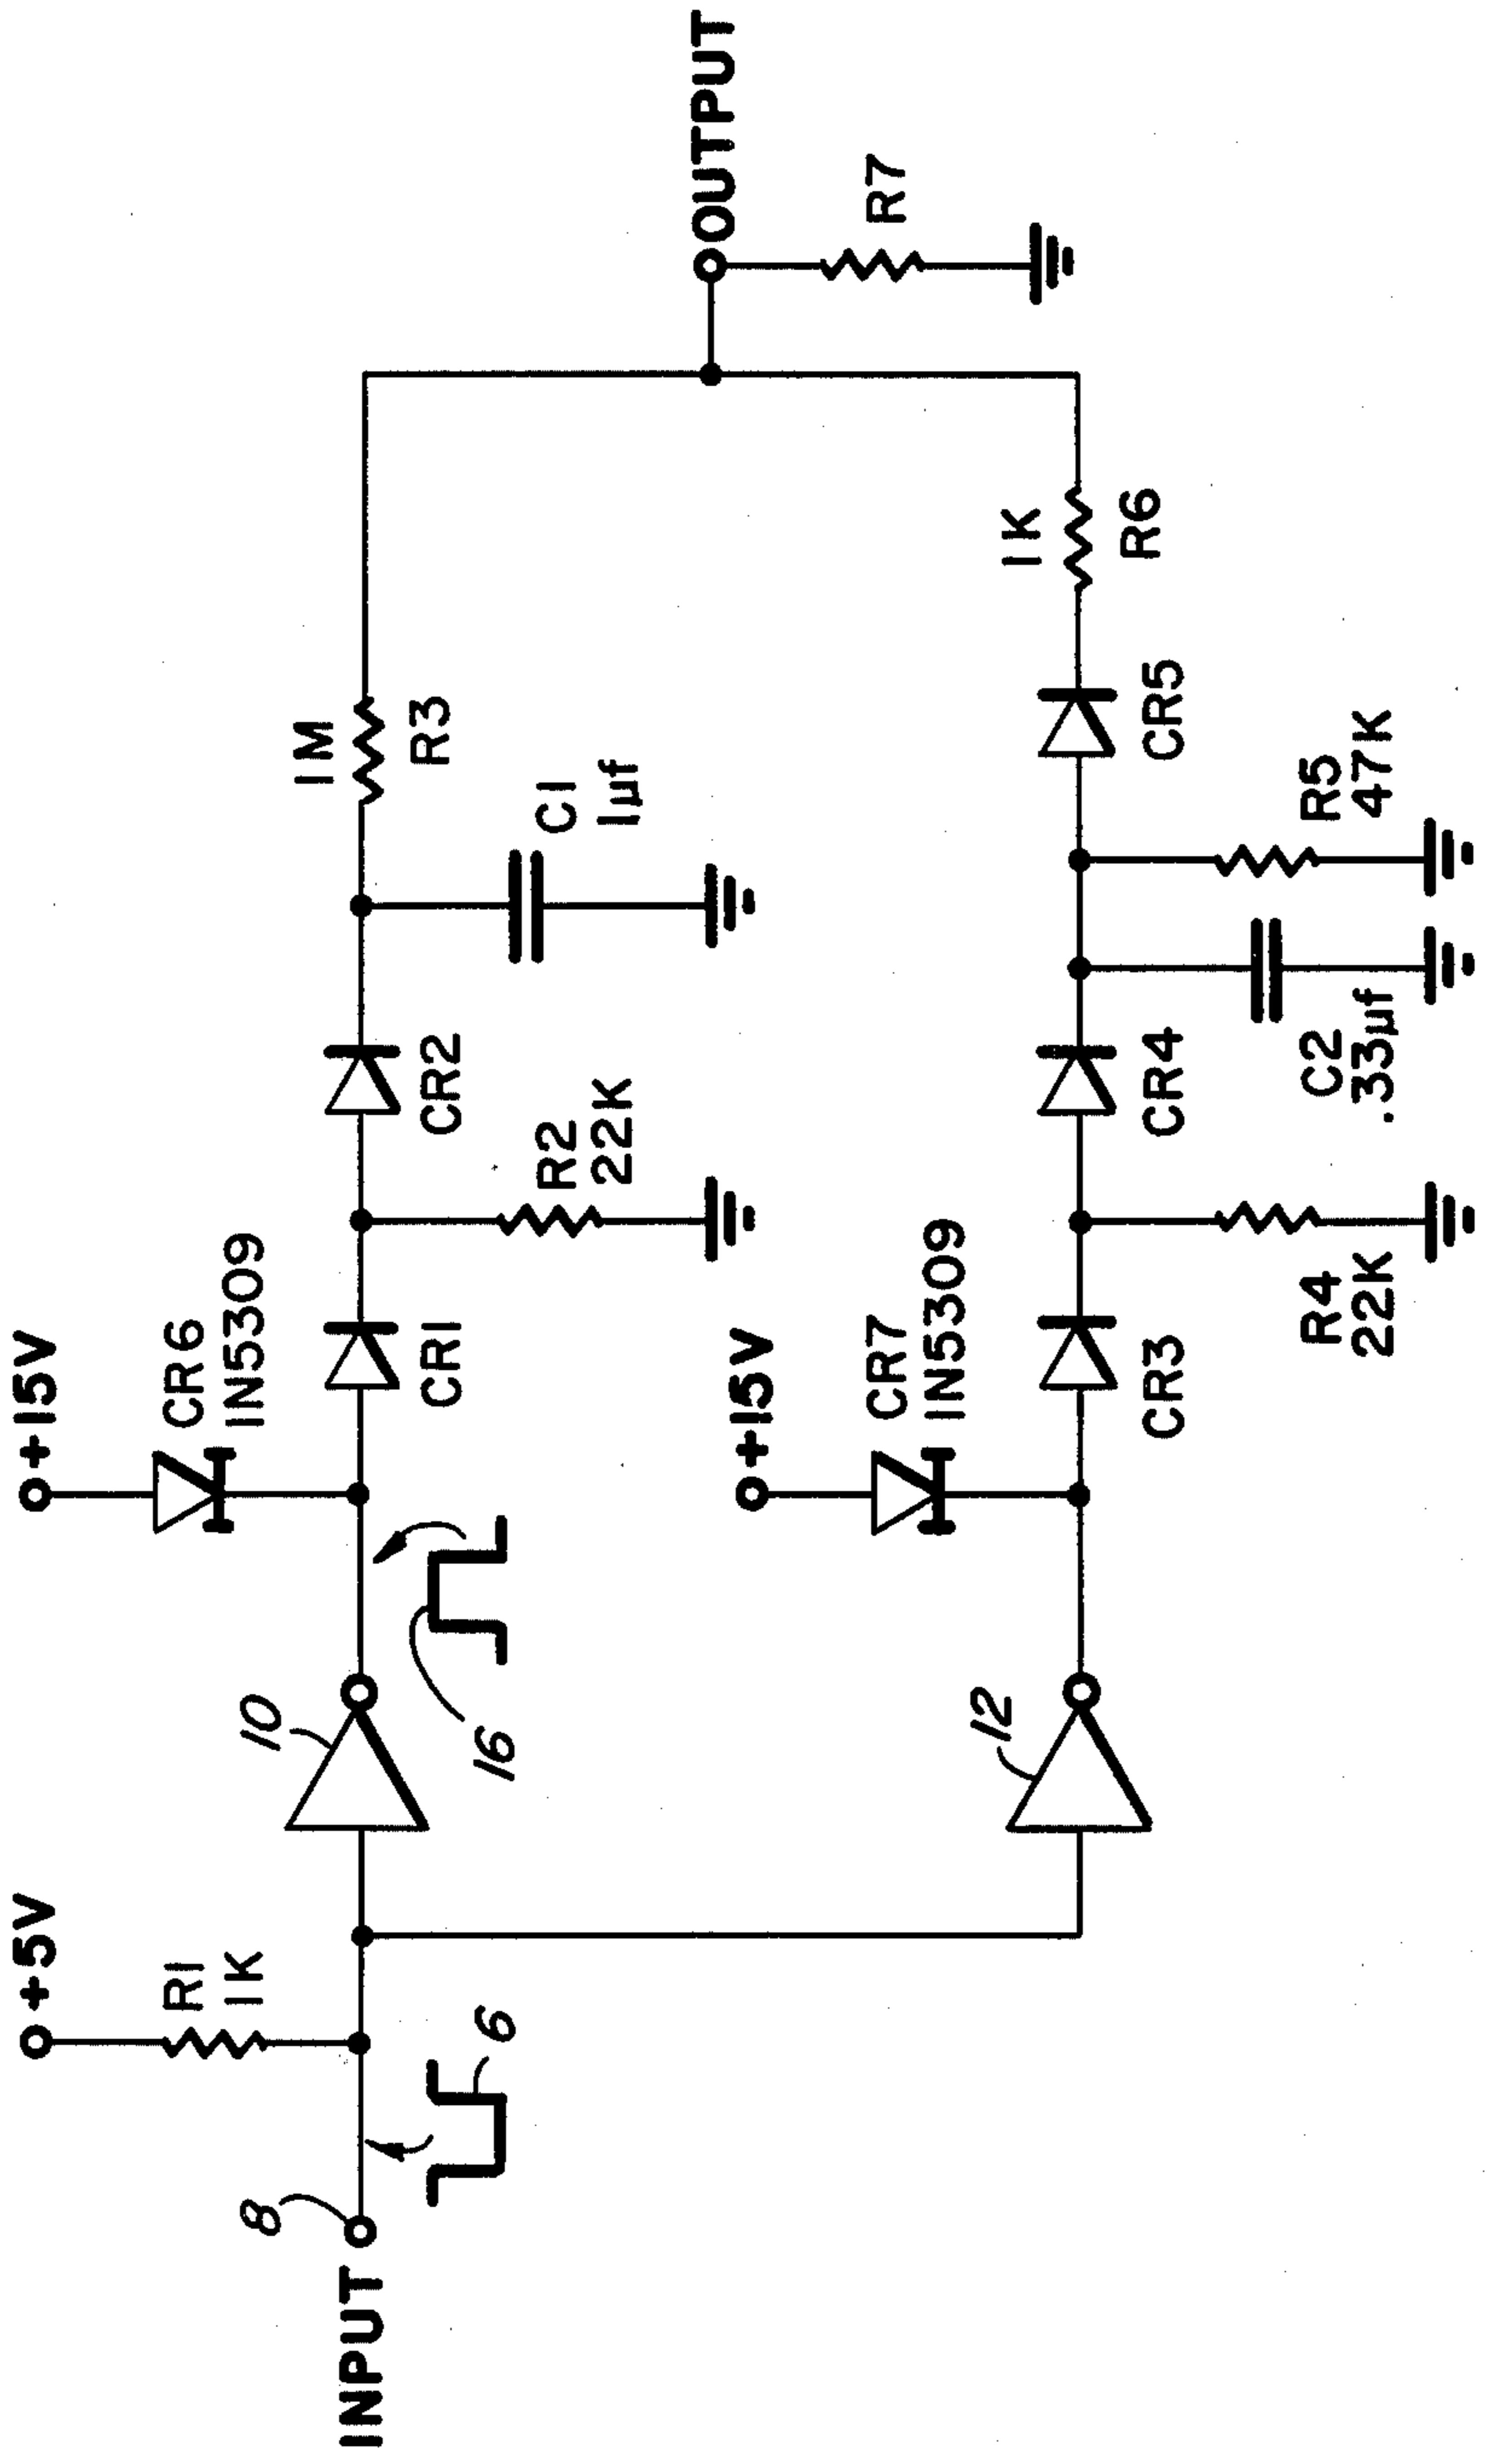 INPUT
8
6
+5V
R1
1K
10
16
+15V
CR6
IN5309
CR1
R2
22K
CR2
C1
1µf
1M
R3
OUTPUT
R7
12
+15V
CR7
IN5309
CR3
R4
22K
CR4
C2
.33µf
R5
47K
CR5
1K
R6